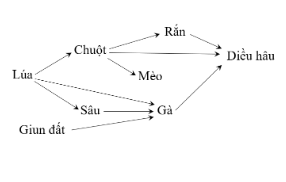 Rắn
Chuột
Diều hâu
Mèo
Lúa
Sâu
Gà
Giun đất